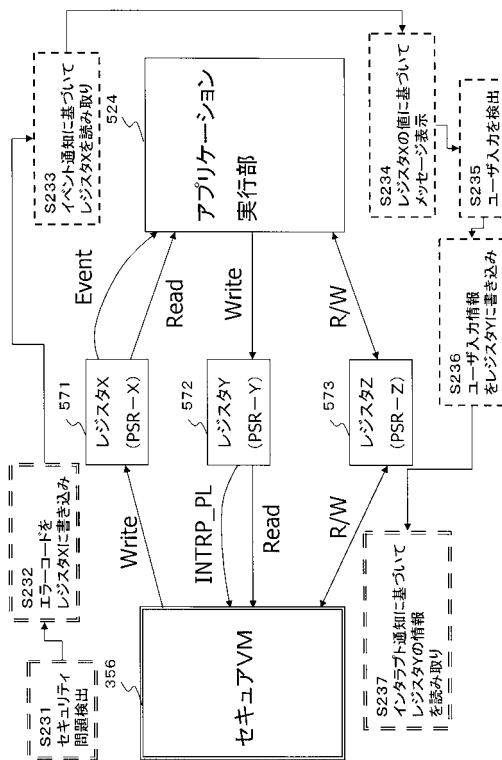 S231
セキュリティ
問題検出
S232
エラーコードを
レジスタXに書き込み
S233
イベント通知に基づいて
レジスタXを読み取り
356
セキュアVM
Write
INTRP_PL
Read
R/W
571
レジスタX
(PSR−X)
572
レジスタY
(PSR−Y)
573
レジスタZ
(PSR−Z)
Event
Read
Write
R/W
524
アプリケーション
実行部
S234
レジスタXの値に基づいて
メッセージ表示
S235
ユーザ入力を検出
S236
ユーザ入力情報
をレジスタYに書き込み
S237
インタラプト通知に基づいて
レジスタYの情報
を読み取り